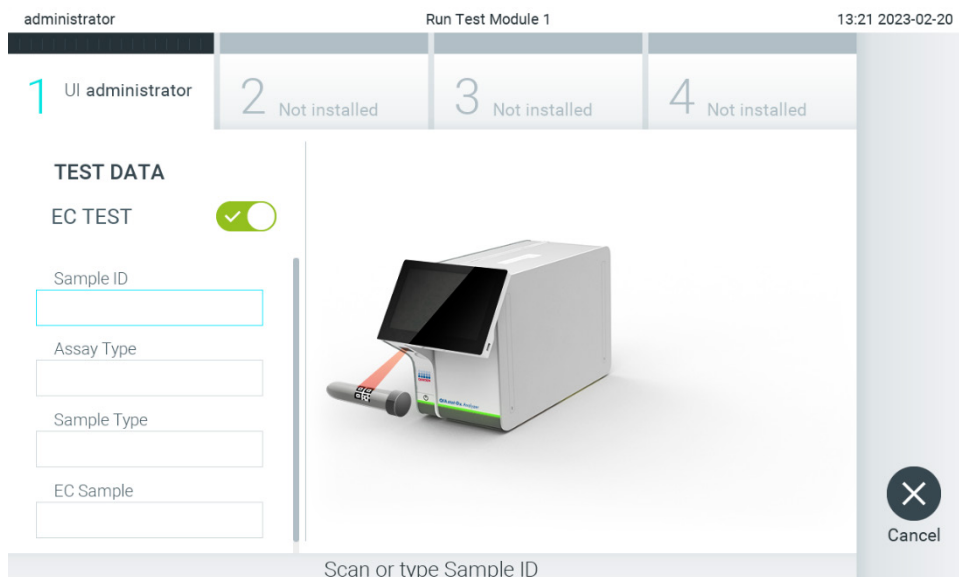 administrator Run Test Module 1 13:21 2023-02-20
1 UI administrator 2 Not installed 3 Not installed 4 Not installed
TEST DATA
EC TEST
Sample ID
Assay Type
Sample Type
EC Sample
Cancel
Scan or type Sample ID